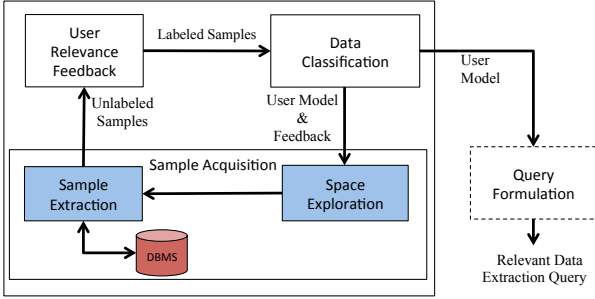 User
Relevance
Feedback
Labeled Samples
Data
Classification
User
Model
Unlabeled
Samples
User Model
&
Feedback
Sample Acquisition
Sample
Extraction
Space
Exploration
Query
Formulation
DBMS
Relevant Data
Extraction Query